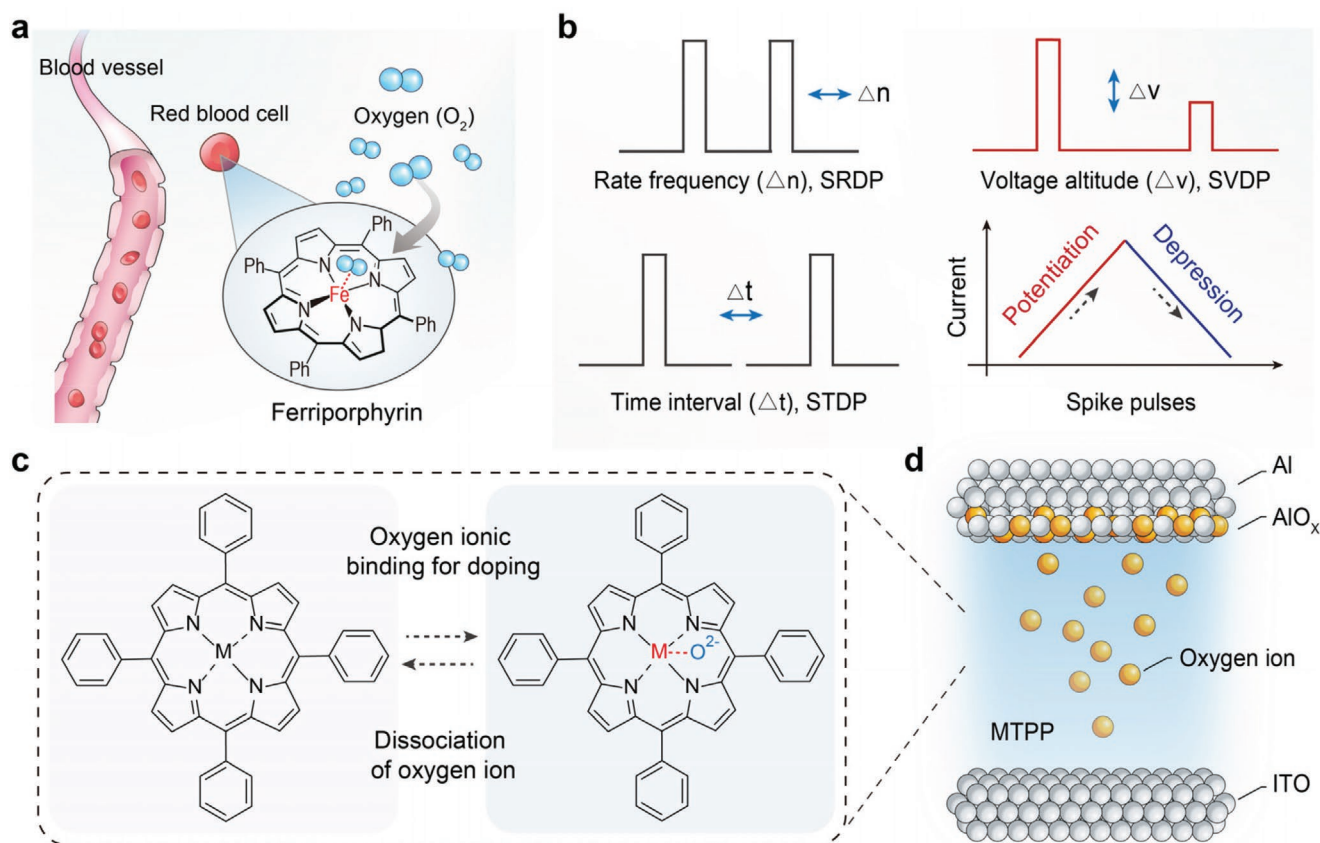 a
Blood vessel
Red blood cell
Oxygen (O₂)
Ph
Ph
Ph
Ph
Ph
Ph
N
N
N
N
Fe
Ferriporphyrin
b
△n
Rate frequency (△n), SRDP
△v
Voltage altitude (△v), SVDP
△t
Time interval (△t), STDP
Current
Potentiation
Depression
Spike pulses
c
N
N
M
N
N
Oxygen ionic
binding for doping
Dissociation
of oxygen ion
N
N
M
O²⁻
N
N
d
Al
AlOₓ
Oxygen ion
MTPP
ITO